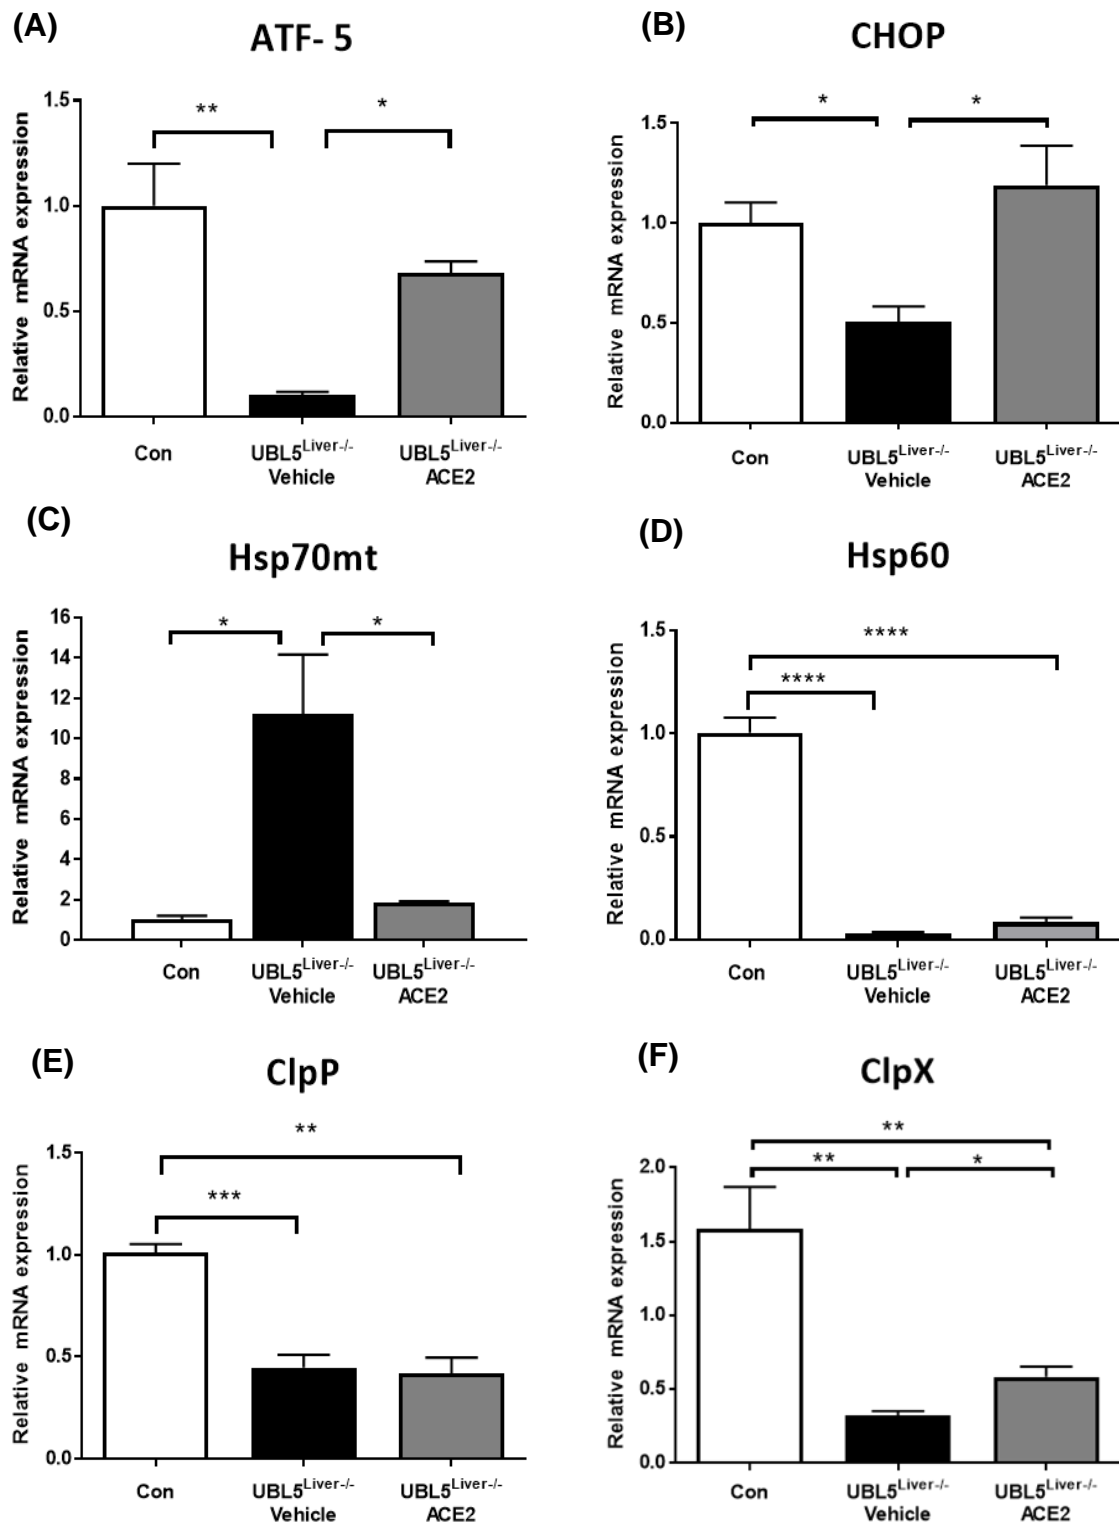 (A)
ATF- 5
Relative mRNA expression
1.5
1.0
0.5
0.0
**
*
Con
UBL5Liver-/-
Vehicle
UBL5Liver-/-
ACE2
(B)
CHOP
Relative mRNA expression
1.5
1.0
0.5
0.0
*
*
Con
UBL5Liver-/-
Vehicle
UBL5Liver-/-
ACE2
(C)
Hsp70mt
Relative mRNA expression
16
14
12
10
8
6
4
2
0
*
*
Con
UBL5Liver-/-
Vehicle
UBL5Liver-/-
ACE2
(D)
Hsp60
Relative mRNA expression
1.5
1.0
0.5
0.0
****
****
Con
UBL5Liver-/-
Vehicle
UBL5Liver-/-
ACE2
(E)
ClpP
Relative mRNA expression
1.5
1.0
0.5
0.0
**
***
Con
UBL5Liver-/-
Vehicle
UBL5Liver-/-
ACE2
(F)
ClpX
Relative mRNA expression
2.0
1.5
1.0
0.5
0.0
**
**
*
Con
UBL5Liver-/-
Vehicle
UBL5Liver-/-
ACE2